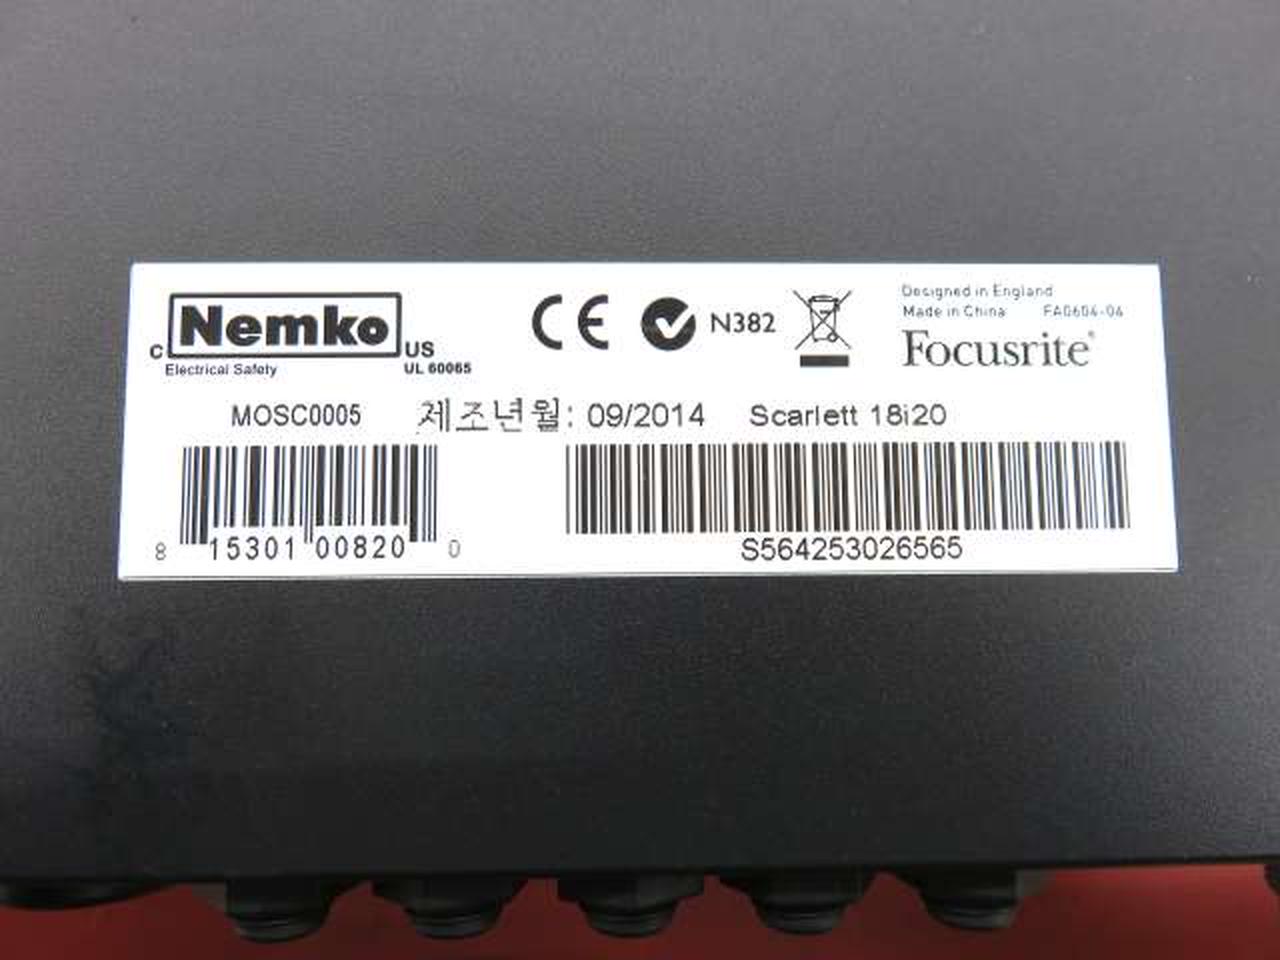 c Nemko US
Electrical Safety UL 60065
CE N382
Designed in England
Made in China FA0604-04
Focusrite®
MOSC0005 제조년월: 09/2014 Scarlett 18i20
8 15301 00820 0
S564253026565